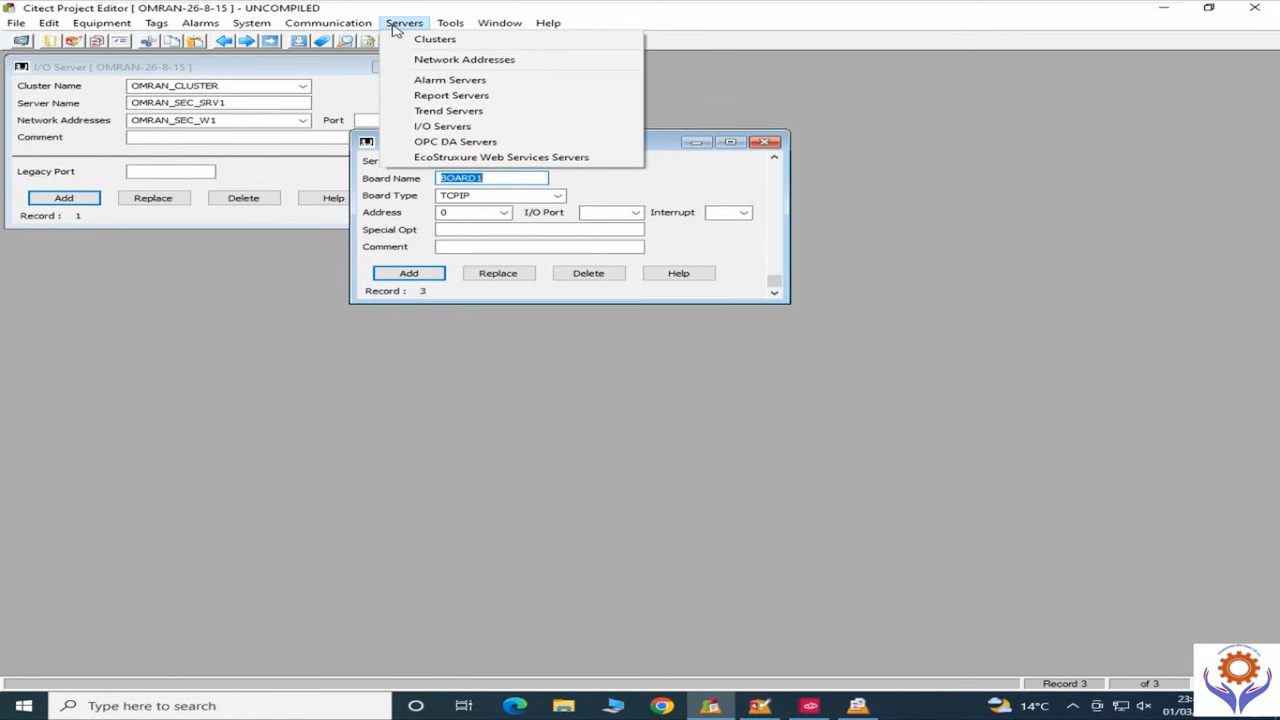 Citect Project Editor [ OMRAN-26-8-15 ] - UNCOMPILED
File Edit Equipment Tags Alarms System Communication Servers Tools Window Help
I/O Server [ OMRAN-26-8-15 ]
Cluster Name OMRAN_CLUSTER
Server Name OMRAN_SEC_SRV1
Network Addresses OMRAN_SEC_W1 Port
Comment
Legacy Port
Add Replace Delete Help
Record : 1
Clusters
Network Addresses
Alarm Servers
Report Servers
Trend Servers
I/O Servers
OPC DA Servers
EcoStruxure Web Services Servers
Board Name BOARD1
Board Type TCPIP
Address 0 I/O Port Interrupt
Special Opt
Comment
Add Replace Delete Help
Record : 3
Record 3 of 3
Type here to search
14°C